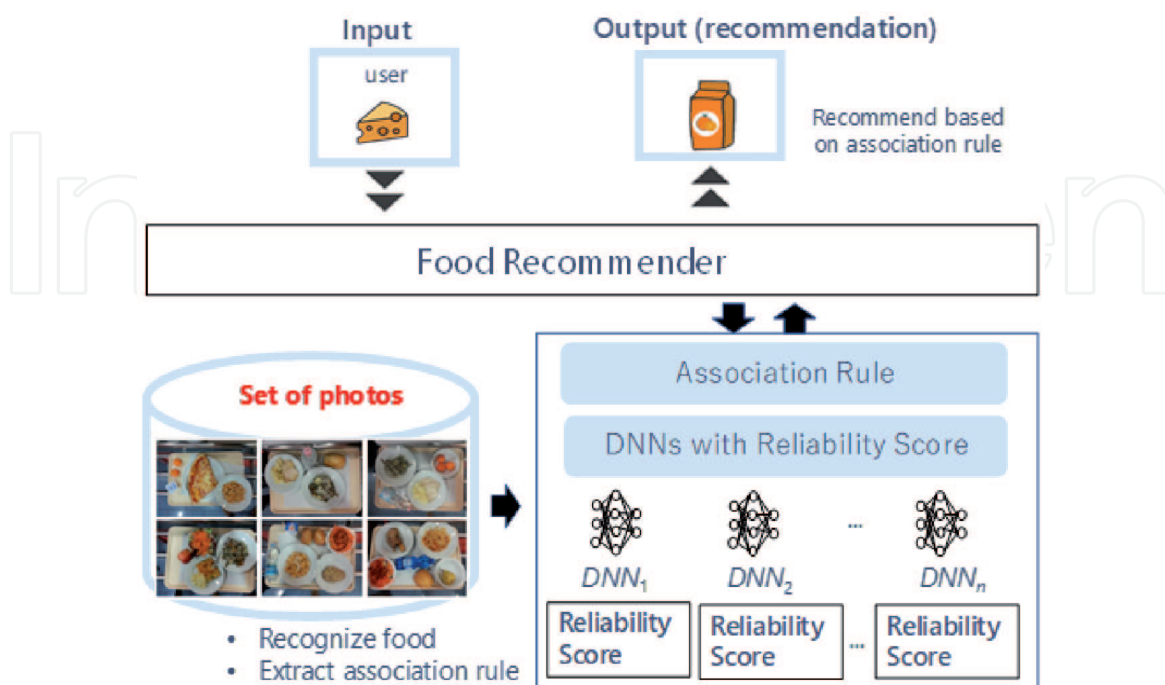 Input
Output (recommendation)
user
Recommend based
on association rule
Food Recommender
Set of photos
Association Rule
DNNs with Reliability Score
...
DNN1
DNN2
DNNn
Reliability
Score
Reliability
Score
...
Reliability
Score
• Recognize food
• Extract association rule